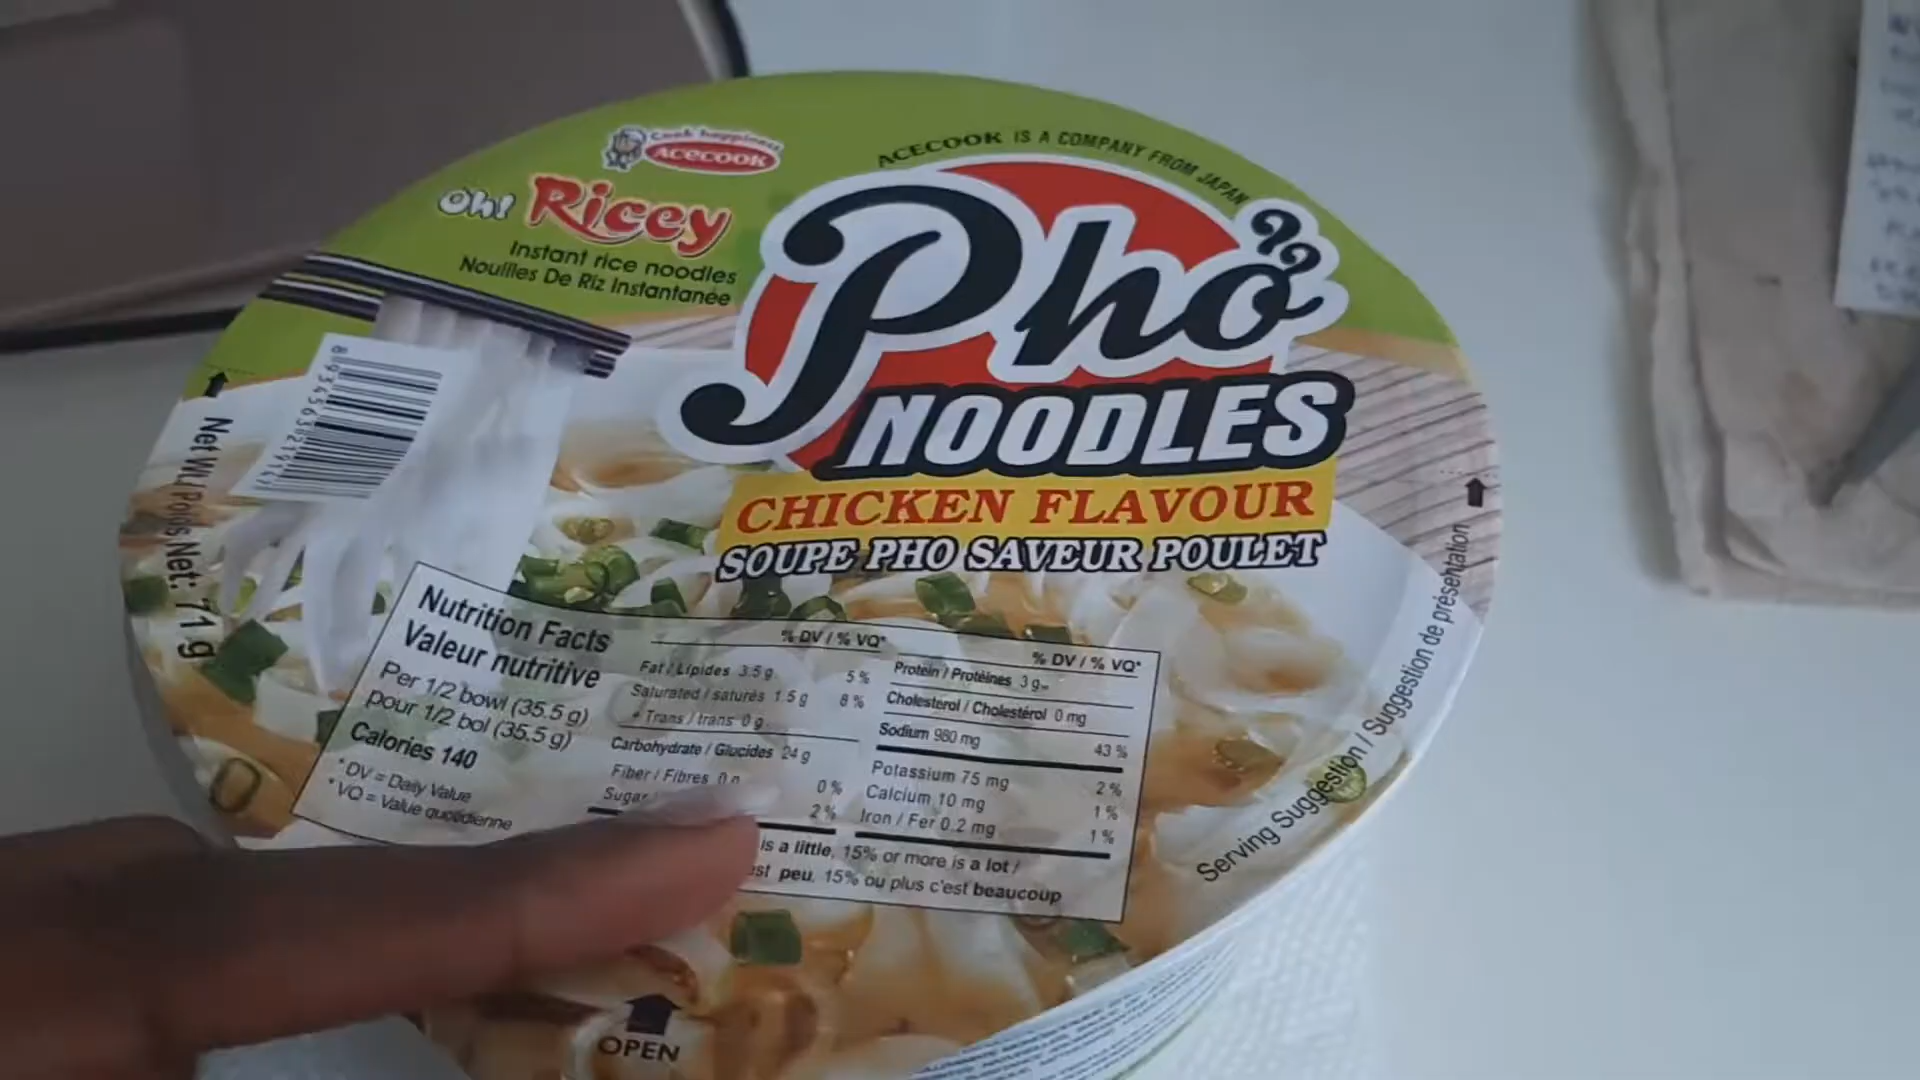 Cook happiness
ACECOOK
ACECOOK IS A COMPANY FROM JAPAN
Oh! Ricey
Instant rice noodles
Nouilles De Riz Instantanée
Phở
NOODLES
CHICKEN FLAVOUR
SOUPE PHO SAVEUR POULET
Net Wt./ Poids Net: 71 g
Nutrition Facts
Valeur nutritive
Per 1/2 bowl (35.5 g)
pour 1/2 bol (35.5 g)
Calories 140
* DV = Daily Value
* VQ = Value quotidienne
% DV / % VQ*
Fat / Lipides 3.5 g 5 %
Saturated / saturés 1.5 g 8 %
+ Trans / trans 0 g
Carbohydrate / Glucides 24 g
Fiber / Fibres 0 0 %
Sugar 2 %
% DV / % VQ*
Protein / Protéines 3 g
Cholesterol / Cholestérol 0 mg
Sodium 980 mg 43 %
Potassium 75 mg 2 %
Calcium 10 mg 1 %
Iron / Fer 0.2 mg 1 %
is a little, 15% or more is a lot /
est peu, 15% ou plus c'est beaucoup
Serving Suggestion / Suggestion de présentation
OPEN